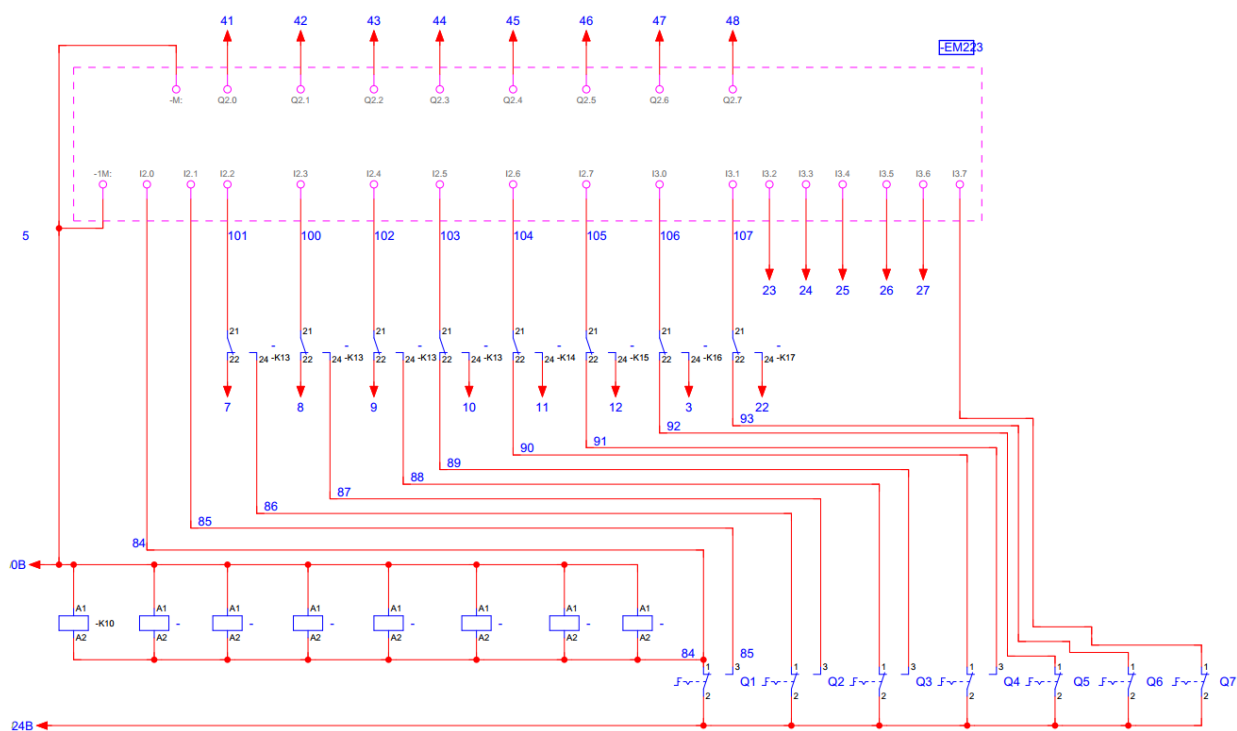 41 42 43 44 45 46 47 48
-EM223
-M: Q2.0 Q2.1 Q2.2 Q2.3 Q2.4 Q2.5 Q2.6 Q2.7
-1M: I2.0 I2.1 I2.2 I2.3 I2.4 I2.5 I2.6 I2.7 I3.0 I3.1 I3.2 I3.3 I3.4 I3.5 I3.6 I3.7
5 101 100 102 103 104 105 106 107
23 24 25 26 27
21 21 21 21 21 21 21 21
22 24 -K13 22 24 -K13 22 24 -K13 22 24 -K13 22 24 -K14 22 24 -K15 22 24 -K16 22 24 -K17
7 8 9 10 11 12 3 22
93
92
91
90
89
88
87
86
85
84
0В
A1 A1 A1 A1 A1 A1 A1 A1
-K10 - - - - - - -
A2 A2 A2 A2 A2 A2 A2 A2
84 85
1 3 1 3 1 3 1 3 1 1 1
Q1 Q2 Q3 Q4 Q5 Q6 Q7
2 2 2 2 2 2 2
24В